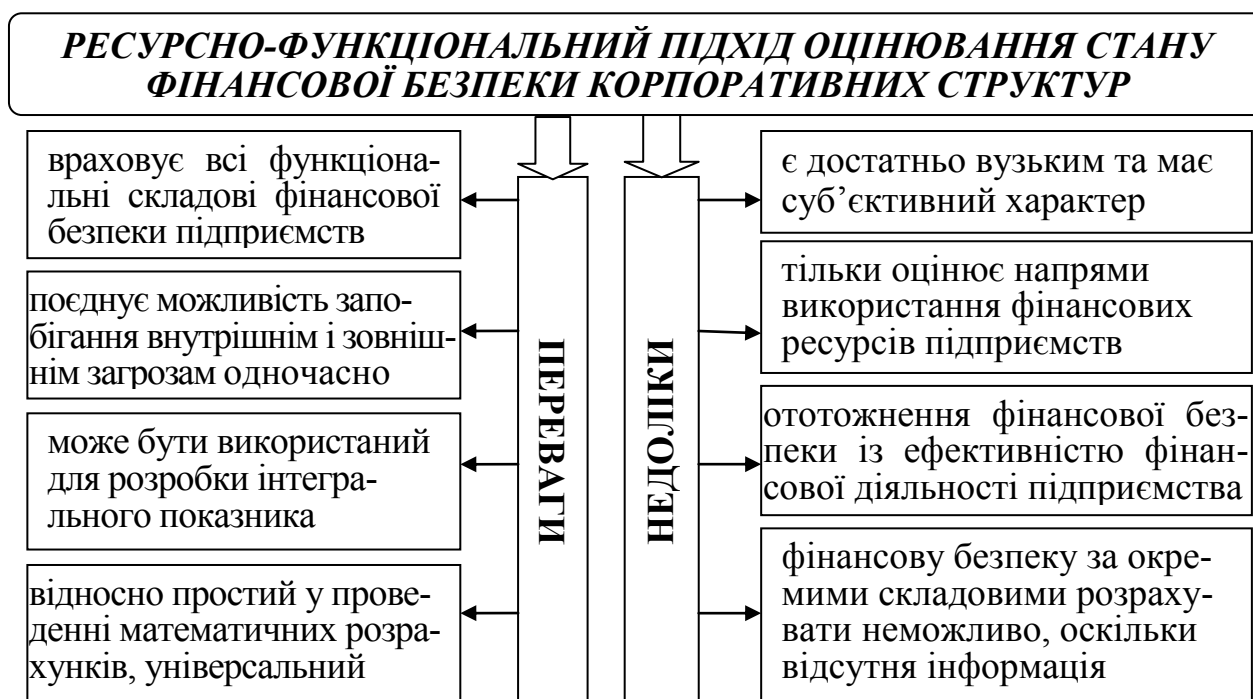 РЕСУРСНО-ФУНКЦІОНАЛЬНИЙ ПІДХІД ОЦІНЮВАННЯ СТАНУ
ФІНАНСОВОЇ БЕЗПЕКИ КОРПОРАТИВНИХ СТРУКТУР
ПЕРЕВАГИ
враховує всі функціона-
льні складові фінансової
безпеки підприємств
поєднує можливість запо-
бігання внутрішнім і зовніш-
нім загрозам одночасно
може бути використаний
для розробки інтегра-
льного показника
відносно простий у прове-
денні математичних розра-
хунків, універсальний
НЕДОЛІКИ
є достатньо вузьким та має
суб’єктивний характер
тільки оцінює напрями
використання фінансових
ресурсів підприємств
ототожнення фінансової без-
пеки із ефективністю фінан-
сової діяльності підприємства
фінансову безпеку за окре-
мими складовими розраху-
вати неможливо, оскільки
відсутня інформація